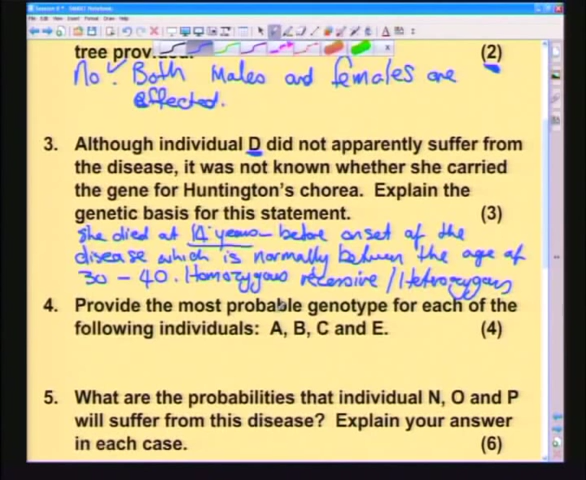 tree prov
(2)
No. Both Males and females are
affected.
3. Although individual D did not apparently suffer from
the disease, it was not known whether she carried
the gene for Huntington's chorea. Explain the
genetic basis for this statement. (3)
She died at 14 years - before onset of the
disease which is normally between the age of
30 - 40. Homozygous recessive / Hetrozygous
4. Provide the most probable genotype for each of the
following individuals: A, B, C and E. (4)
5. What are the probabilities that individual N, O and P
will suffer from this disease? Explain your answer
in each case. (6)